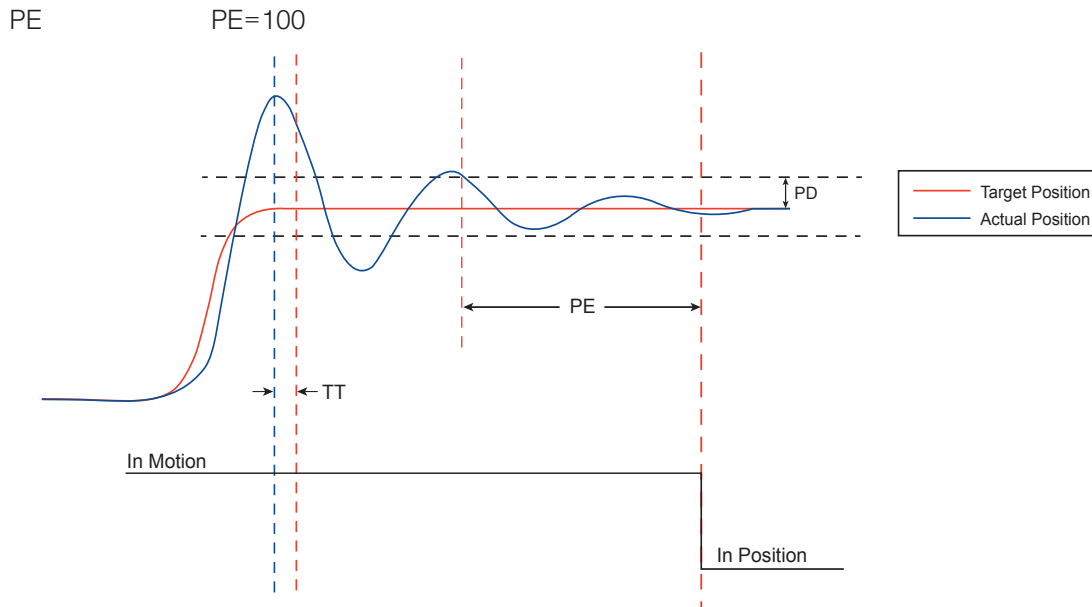 PE PE=100
PD
Target Position
Actual Position
PE
TT
In Motion
In Position